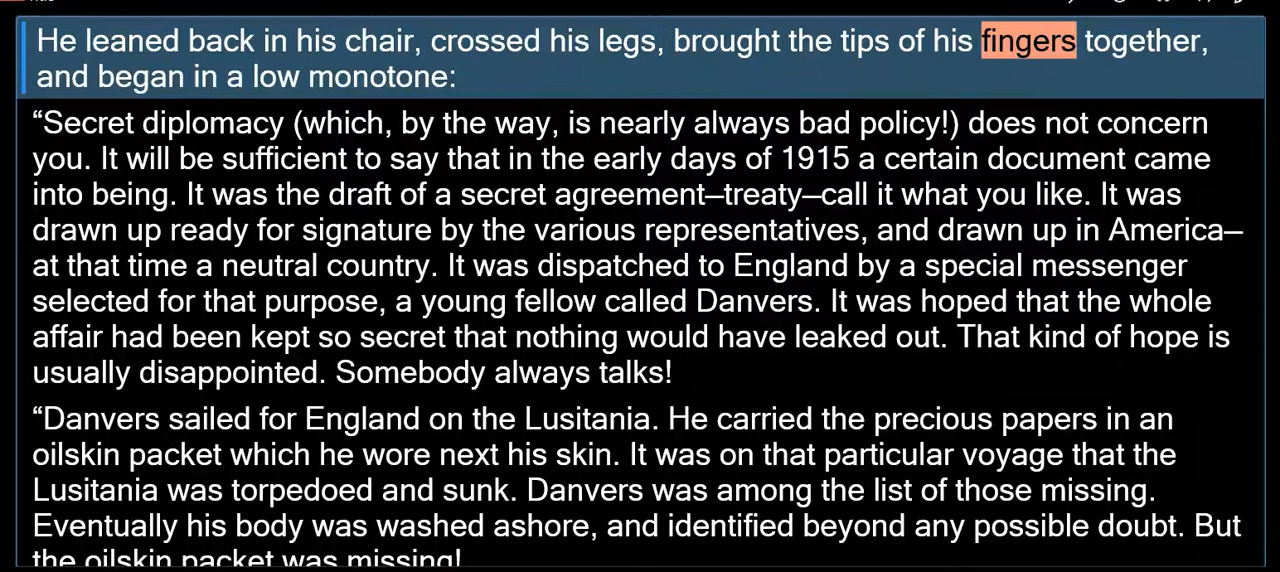 He leaned back in his chair, crossed his legs, brought the tips of his fingers together,
and began in a low monotone:
“Secret diplomacy (which, by the way, is nearly always bad policy!) does not concern
you. It will be sufficient to say that in the early days of 1915 a certain document came
into being. It was the draft of a secret agreement—treaty—call it what you like. It was
drawn up ready for signature by the various representatives, and drawn up in America—
at that time a neutral country. It was dispatched to England by a special messenger
selected for that purpose, a young fellow called Danvers. It was hoped that the whole
affair had been kept so secret that nothing would have leaked out. That kind of hope is
usually disappointed. Somebody always talks!
“Danvers sailed for England on the Lusitania. He carried the precious papers in an
oilskin packet which he wore next his skin. It was on that particular voyage that the
Lusitania was torpedoed and sunk. Danvers was among the list of those missing.
Eventually his body was washed ashore, and identified beyond any possible doubt. But
the oilskin packet was missing!